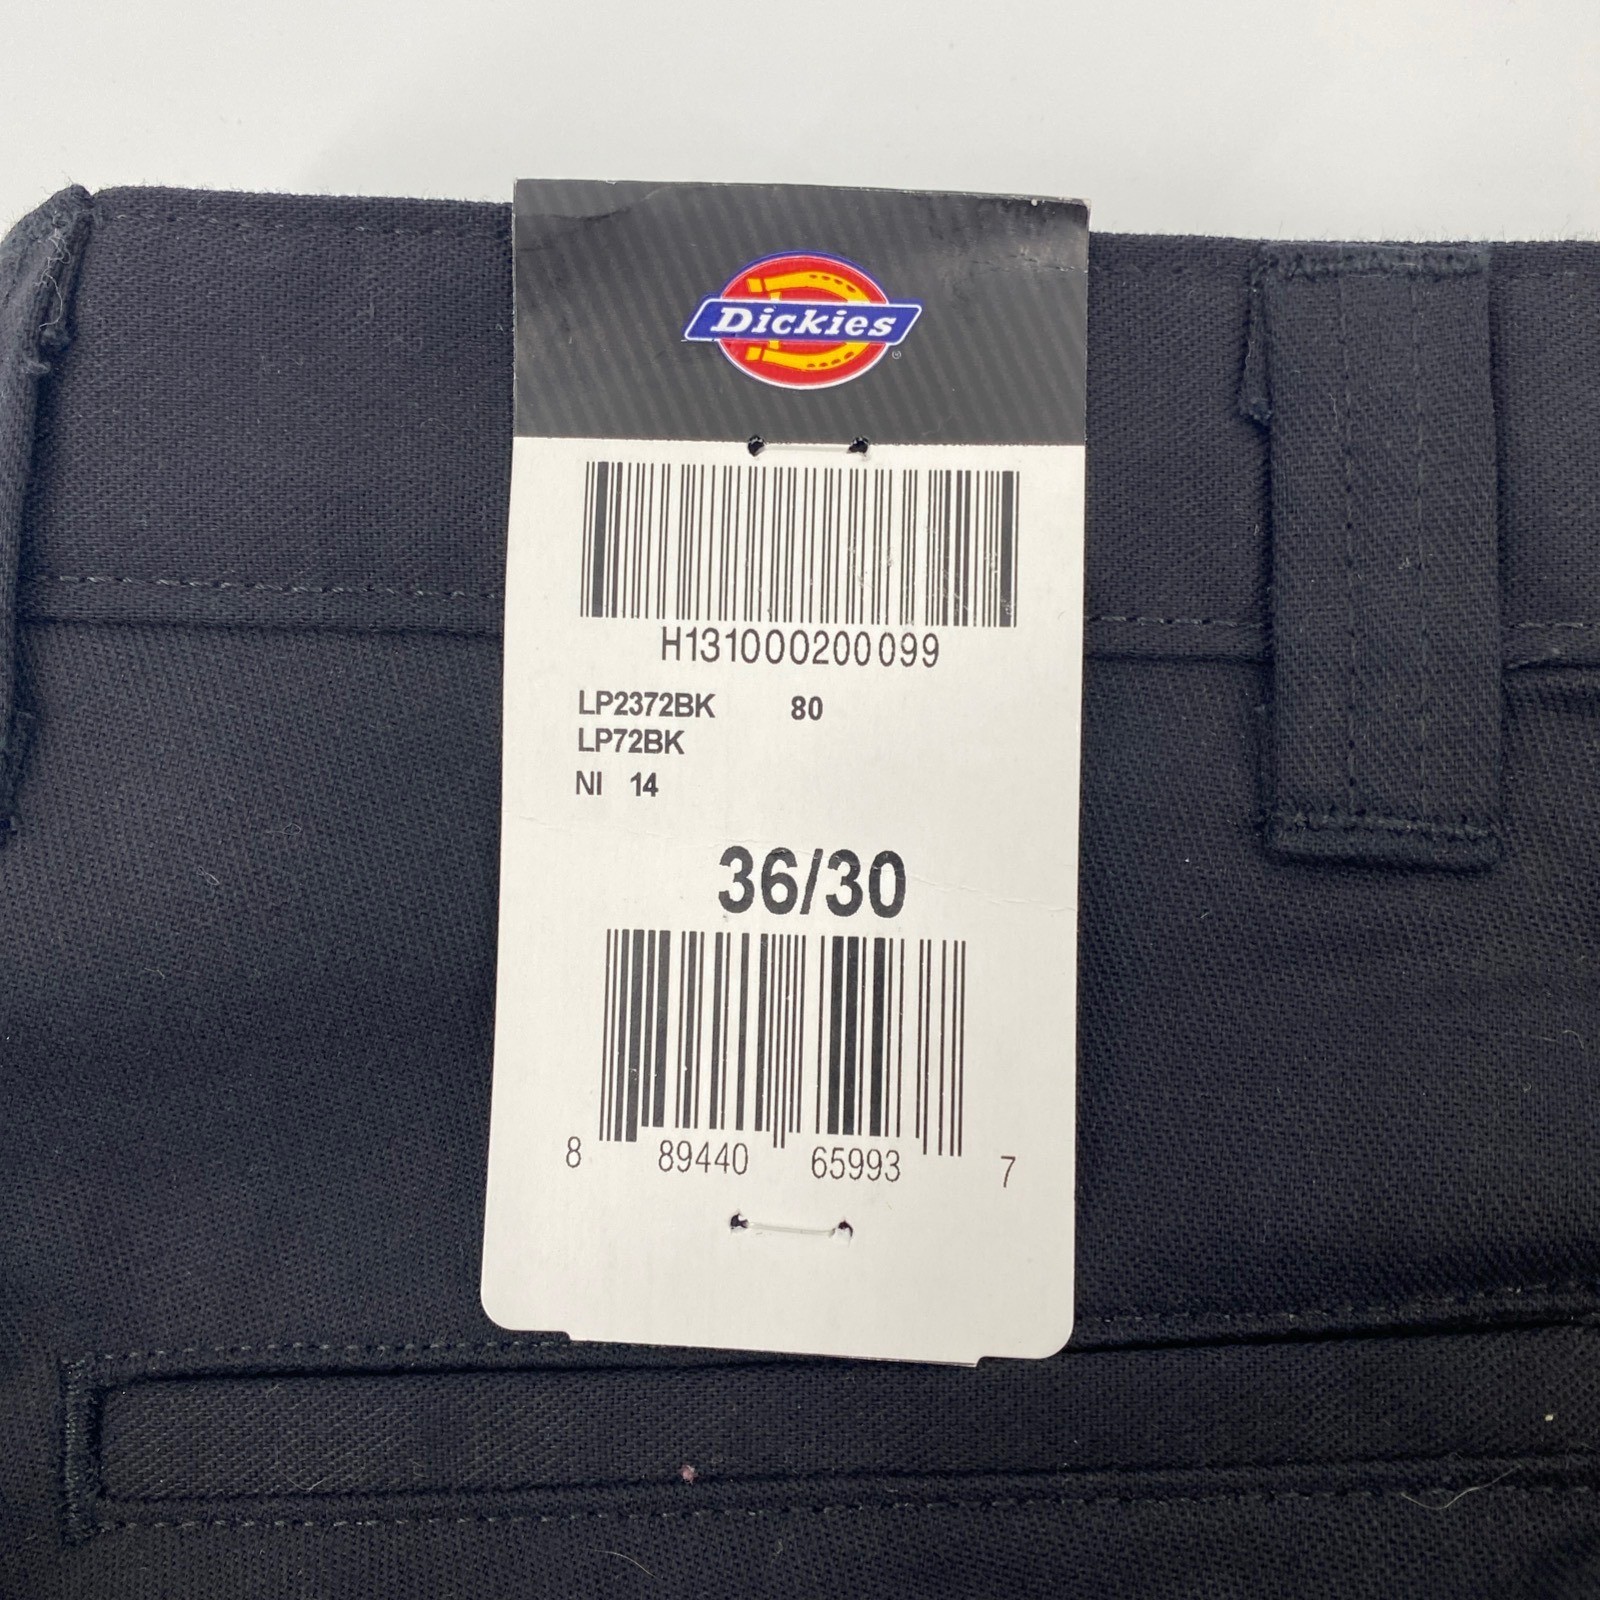 Dickies
H131000200099
LP2372BK 80
LP72BK
NI 14
36/30
8 89440 65993 7